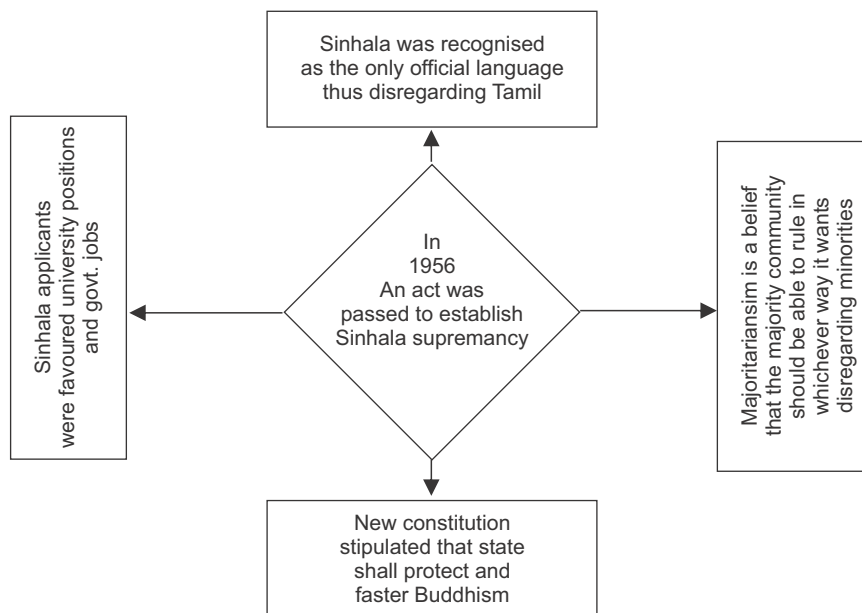 Sinhala was recognised
as the only official language
thus disregarding Tamil
Sinhala applicants
were favoured university positions
and govt. jobs
In
1956
An act was
passed to establish
Sinhala supremancy
Majoritariansim is a belief
that the majority community
should be able to rule in
whichever way it wants
disregarding minorities
New constitution
stipulated that state
shall protect and
faster Buddhism